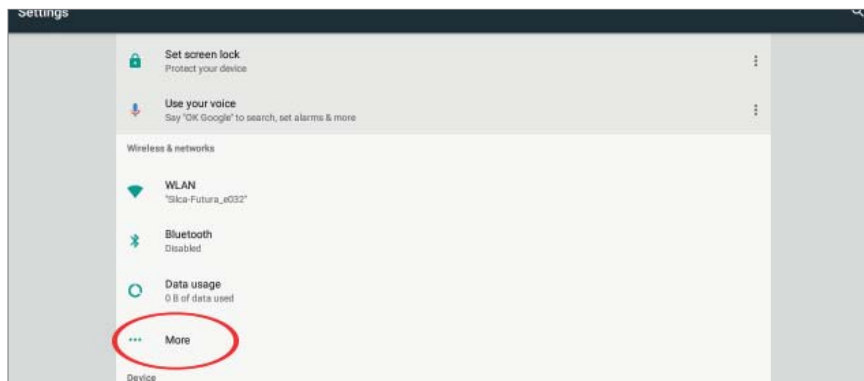 Settings
Set screen lock
Protect your device
Use your voice
Say "OK Google" to search, set alarms & more
Wireless & networks
WLAN
"Silca-Futura_e032"
Bluetooth
Disabled
Data usage
0 B of data used
More
Device